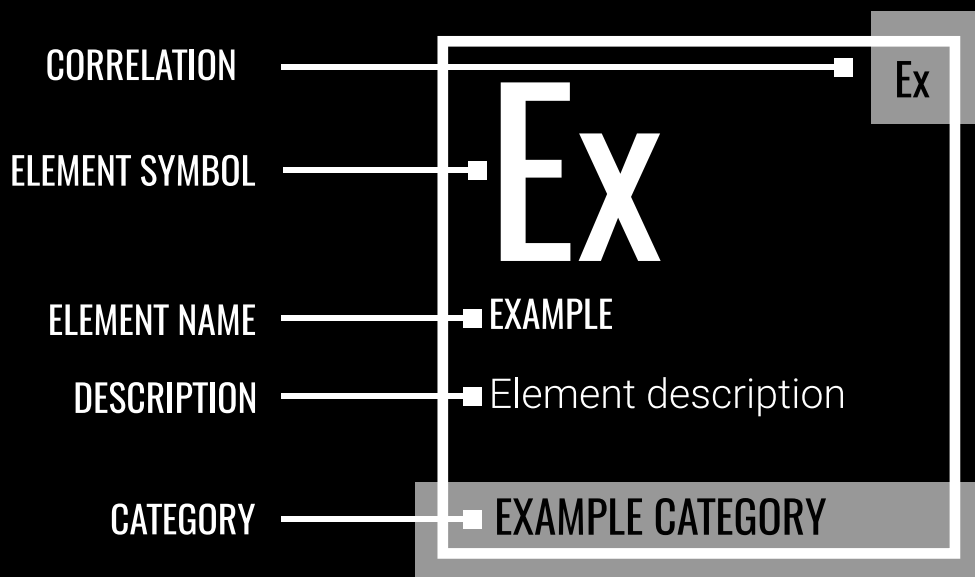 CORRELATION
Ex
ELEMENT SYMBOL
Ex
ELEMENT NAME
EXAMPLE
DESCRIPTION
Element description
CATEGORY
EXAMPLE CATEGORY